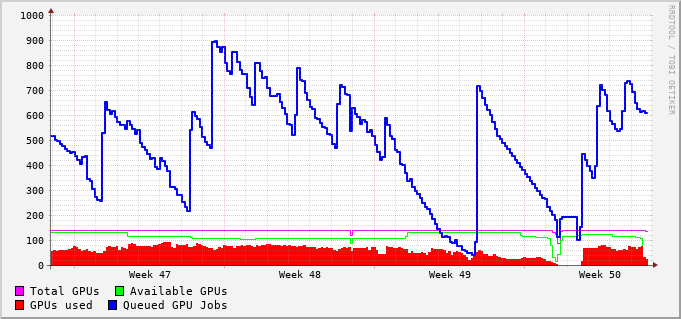 1000
900
800
700
600
500
400
300
200
100
0
Week 47 Week 48 Week 49 Week 50
Total GPUs Available GPUs
GPUs used Queued GPU Jobs
RRDTOOL / TOBI OETIKER